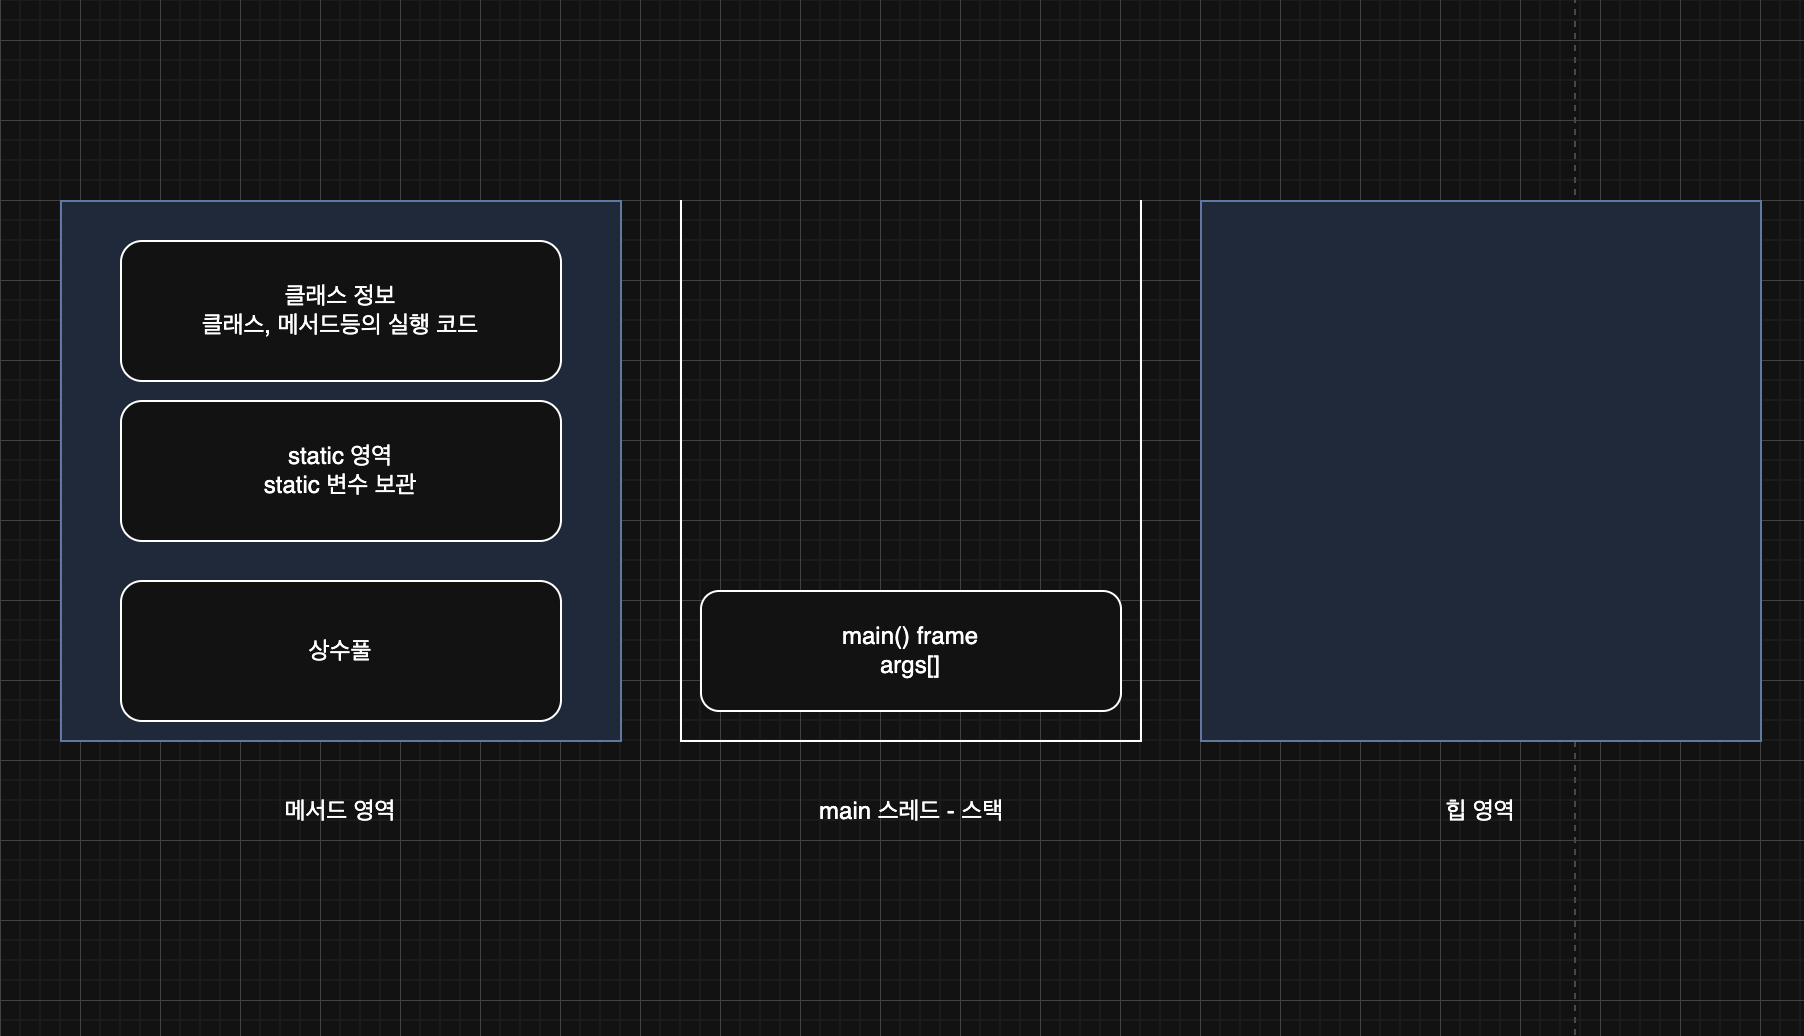 클래스 정보
클래스, 메서드등의 실행 코드
static 영역
static 변수 보관
상수풀
메서드 영역
main() frame
args[]
main 스레드 - 스택
힙 영역